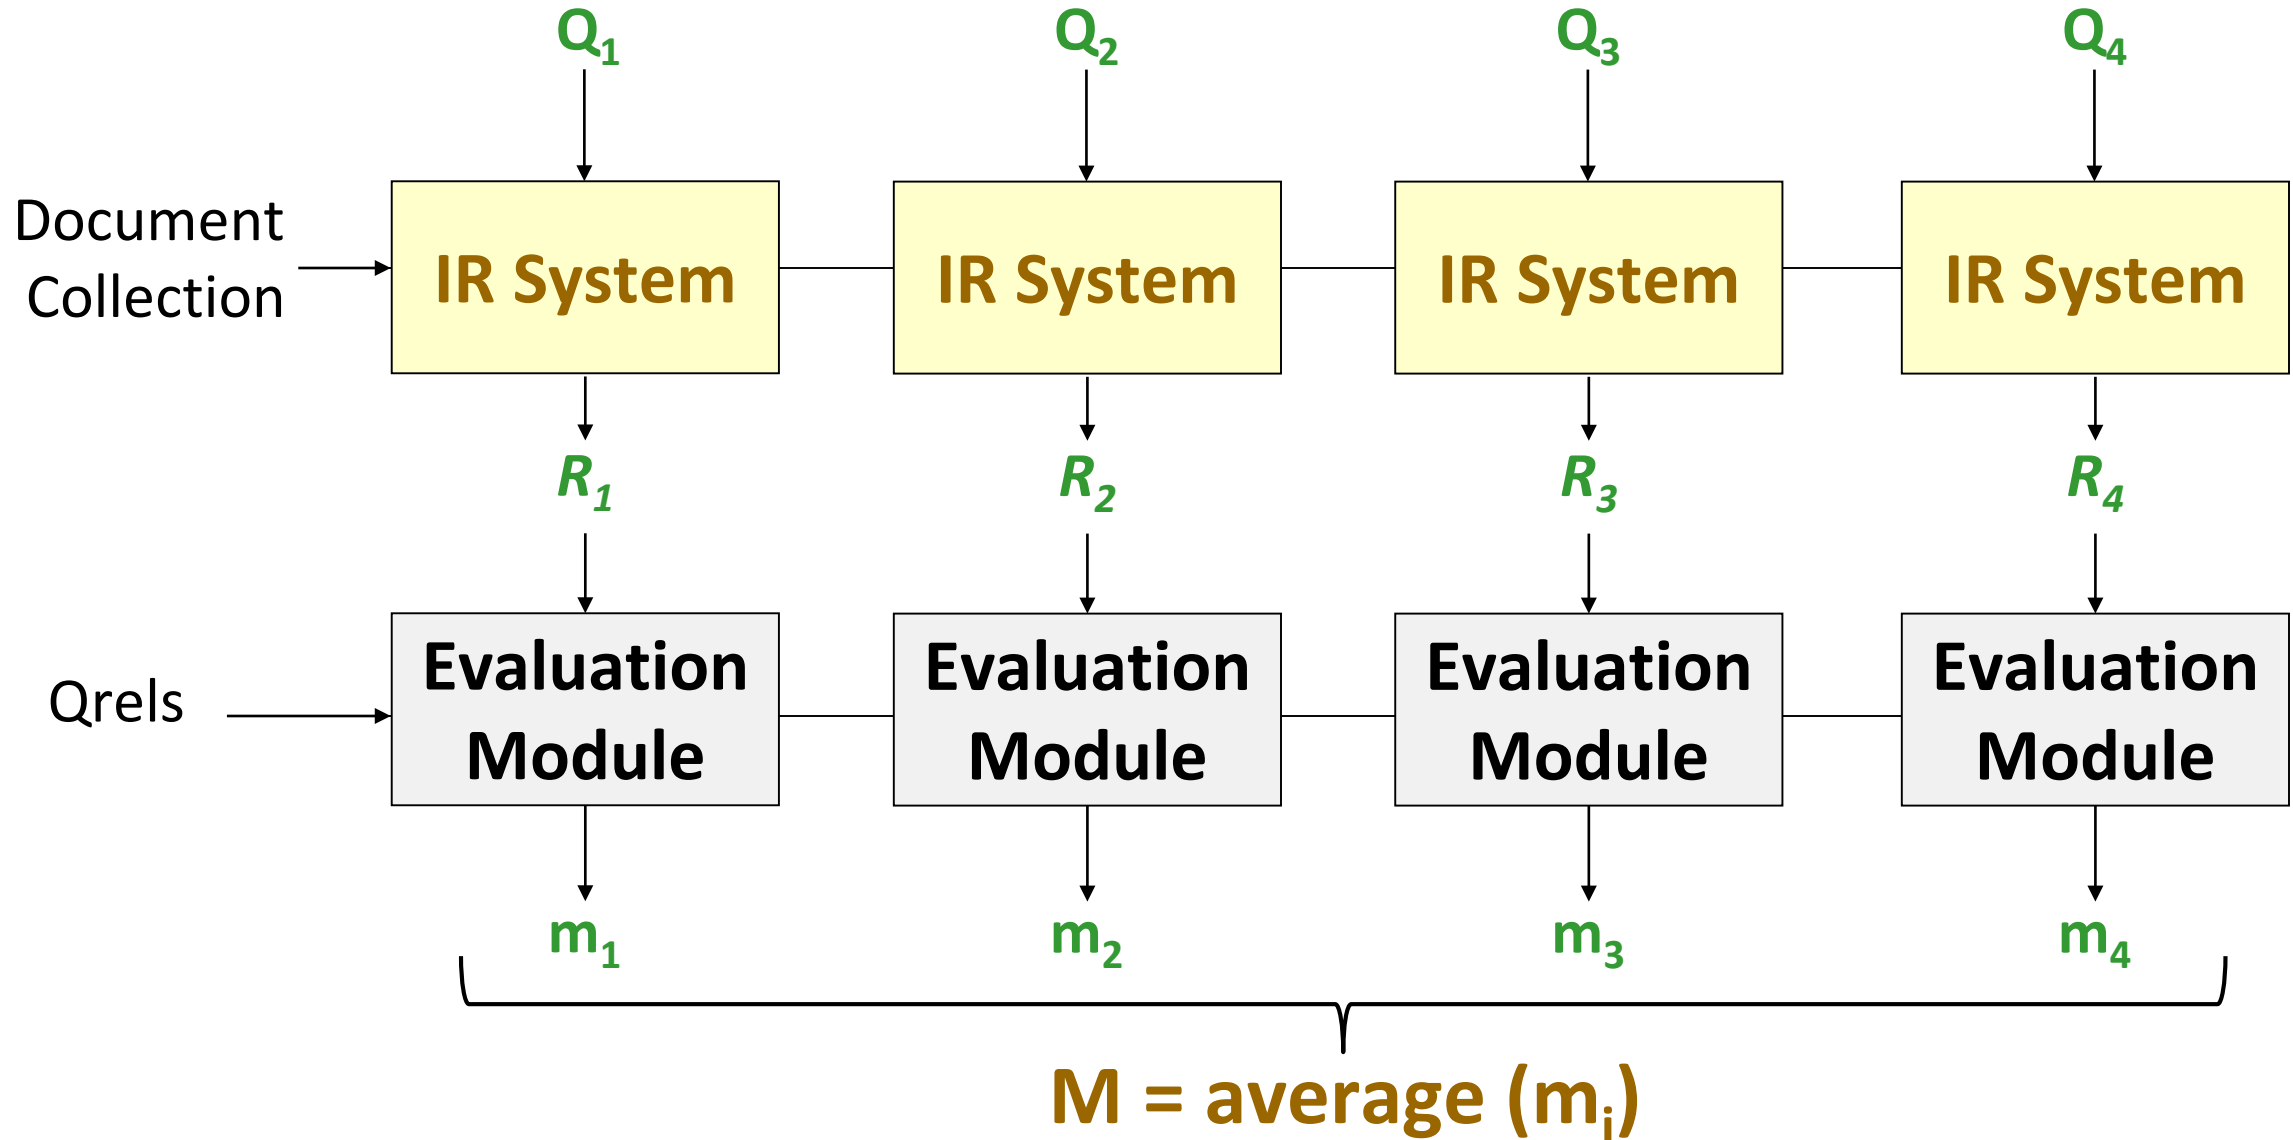 Q1 Q2 Q3 Q4
Document
Collection
IR System IR System IR System IR System
R1 R2 R3 R4
Qrels
Evaluation
Module
Evaluation
Module
Evaluation
Module
Evaluation
Module
m1 m2 m3 m4
M = average (mi)